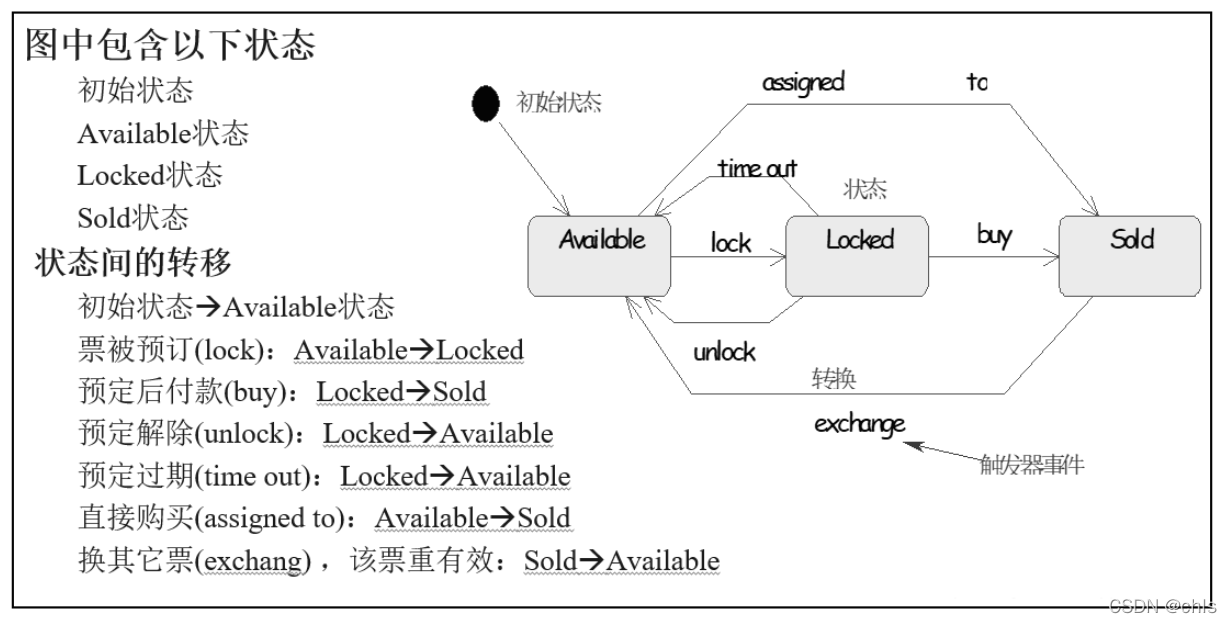 图中包含以下状态
初始状态
Available状态
Locked状态
Sold状态
状态间的转移
初始状态→Available状态
票被预订(lock)：Available→Locked
预定后付款(buy)：Locked→Sold
预定解除(unlock)：Locked→Available
预定过期(time out)：Locked→Available
直接购买(assigned to)：Available→Sold
换其它票(exchang) ，该票重有效：Sold→Available
初始状态
assigned to
time out
状态
Available
lock
Locked
buy
Sold
unlock
转换
exchange
触发器事件
CSDN @ehls